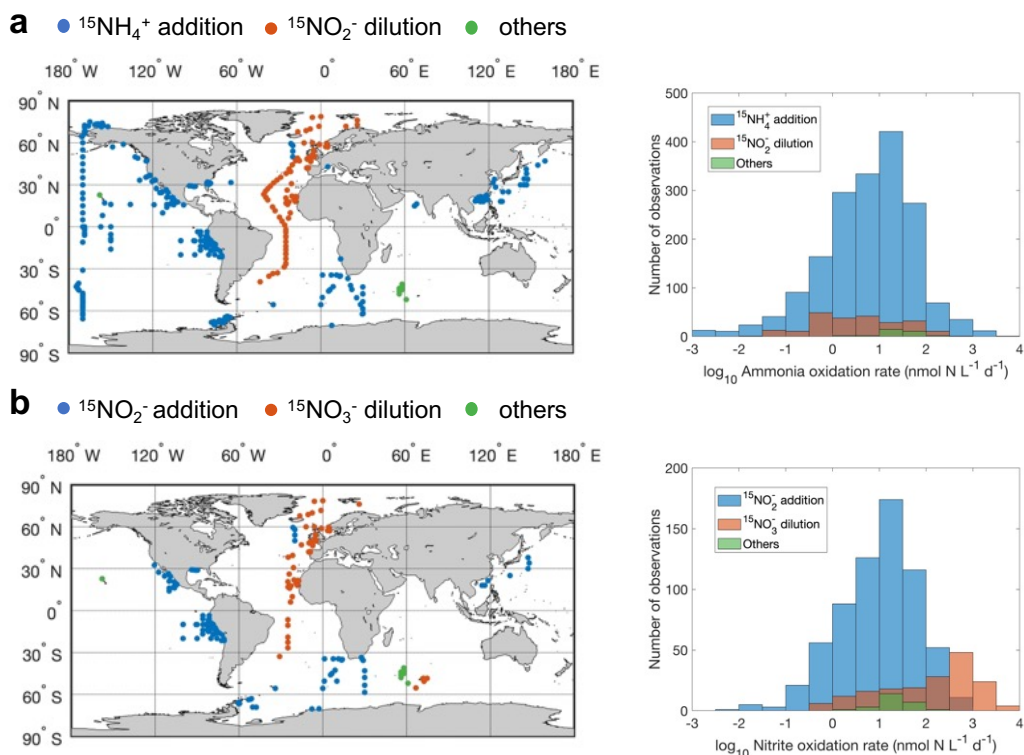 a ● ¹⁵NH₄⁺ addition ● ¹⁵NO₂⁻ dilution ● others
180° W 120° W 60° W 0° E 60° E 120° E 180° E
90° N
60° N
30° N
0°
30° S
60° S
90° S
500
400
300
200
100
0
Number of observations
¹⁵NH₄⁺ addition
¹⁵NO₂⁻ dilution
Others
-3 -2 -1 0 1 2 3 4
log₁₀ Ammonia oxidation rate (nmol N L⁻¹ d⁻¹)
b ● ¹⁵NO₂⁻ addition ● ¹⁵NO₃⁻ dilution ● others
180° W 120° W 60° W 0° E 60° E 120° E 180° E
90° N
60° N
30° N
0°
30° S
60° S
90° S
200
150
100
50
0
Number of observations
¹⁵NO₂⁻ addition
¹⁵NO₃⁻ dilution
Others
-3 -2 -1 0 1 2 3 4
log₁₀ Nitrite oxidation rate (nmol N L⁻¹ d⁻¹)